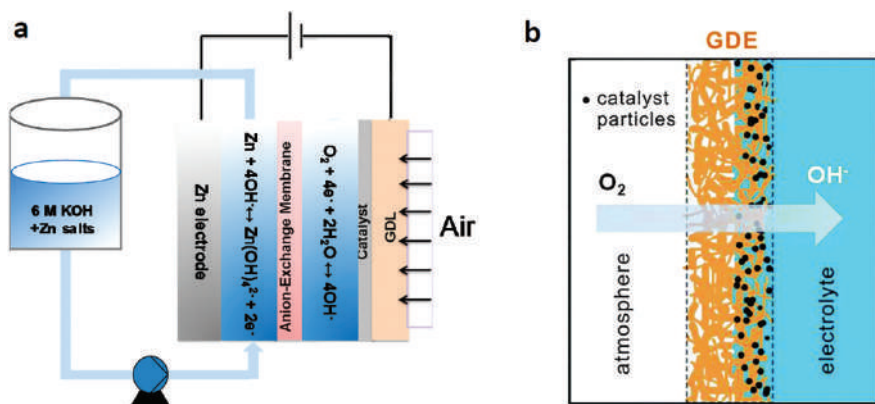 a
6 M KOH
+Zn salts
Zn electrode
Zn + 4OH⁻ ↔ Zn(OH)₄²⁻ + 2e⁻
Anion-Exchange Membrane
O₂ + 4e⁻ + 2H₂O ↔ 4OH⁻
Catalyst
GDL
Air
b
GDE
catalyst
particles
O₂
OH⁻
atmosphere
electrolyte